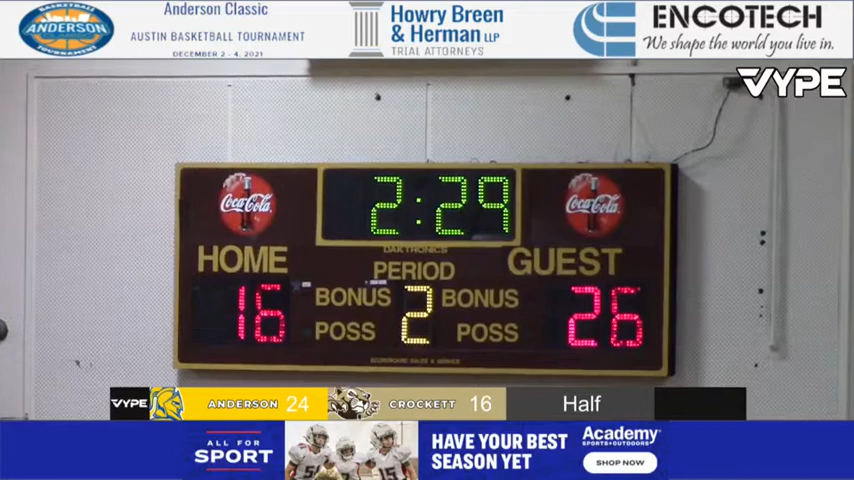 BASKETBALL
ANDERSON
TOURNAMENT
Anderson Classic
AUSTIN BASKETBALL TOURNAMENT
DECEMBER 2 - 4, 2021
Howry Breen
& Herman LLP
TRIAL ATTORNEYS
ENCOTECH
We shape the world you live in.
VYPE
Coca-Cola
2:29
Coca-Cola
DAKTRONICS
HOME
PERIOD
GUEST
16
BONUS
2
BONUS
26
POSS
POSS
SCOREBOARD SALES & SERVICE
VYPE
ANDERSON 24
CROCKETT 16
Half
ALL FOR
SPORT
HAVE YOUR BEST
SEASON YET
Academy
SPORTS+OUTDOORS
SHOP NOW